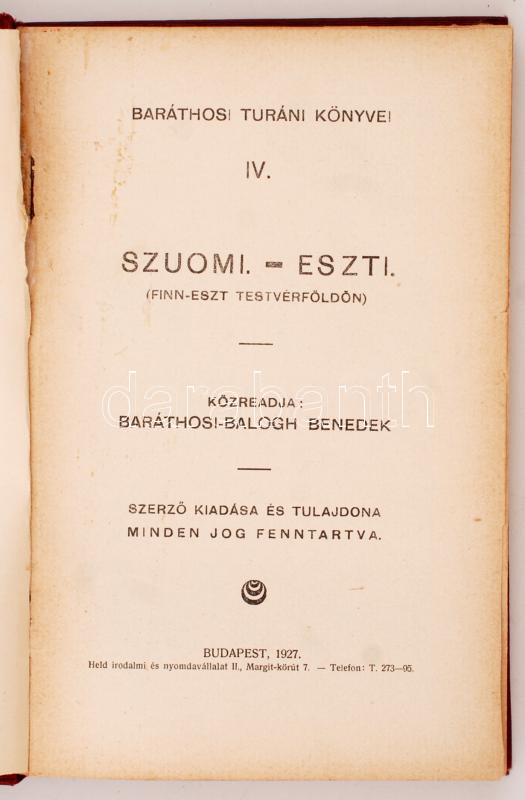 BARÁTHOSI TURÁNI KÖNYVEI
IV.
SZUOMI. - ESZTI.
(FINN-ESZT TESTVÉRFÖLDÖN)
KÖZREADJA:
BARÁTHOSI-BALOGH BENEDEK
darabanth
SZERZŐ KIADÁSA ÉS TULAJDONA
MINDEN JOG FENNTARTVA.
BUDAPEST, 1927.
Held irodalmi és nyomdavállalat II., Margit-körút 7. — Telefon: T. 273—95.